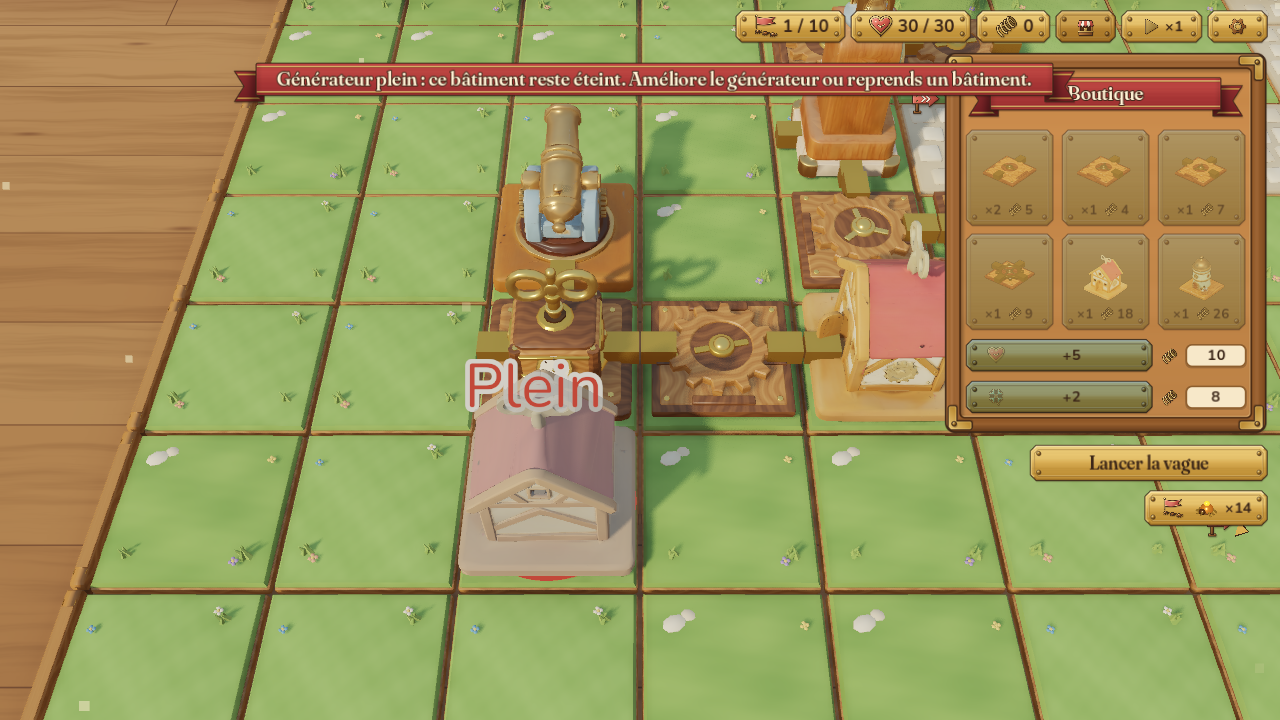 1 / 10
30 / 30
0
×1
Générateur plein : ce bâtiment reste éteint. Améliore le générateur ou reprends un bâtiment.
Boutique
×2 5
×1 4
×1 7
×1 9
×1 18
×1 26
+5 10
+2 8
Plein
Lancer la vague
×14